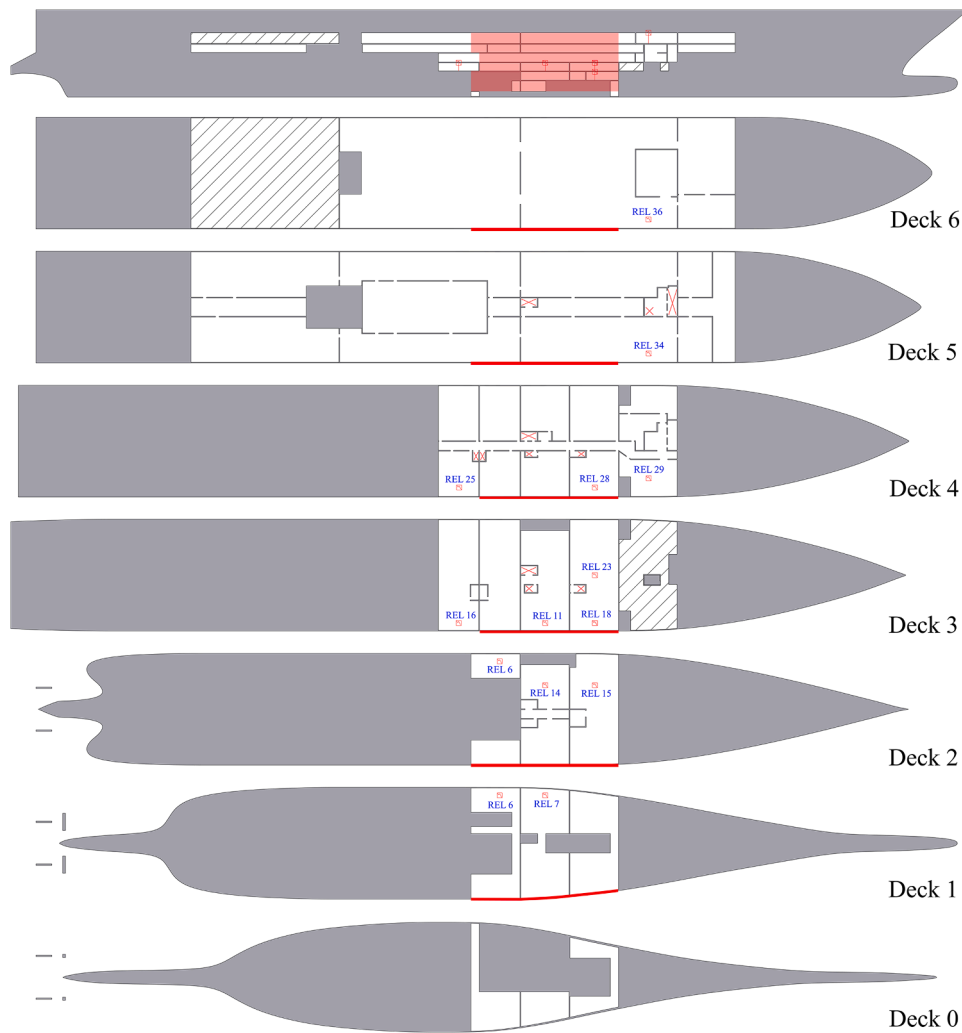 REL 36
Deck 6
REL 34
Deck 5
REL 25
REL 28
REL 29
Deck 4
REL 23
REL 16
REL 11
REL 18
Deck 3
REL 6
REL 14
REL 15
Deck 2
REL 6
REL 7
Deck 1
Deck 0